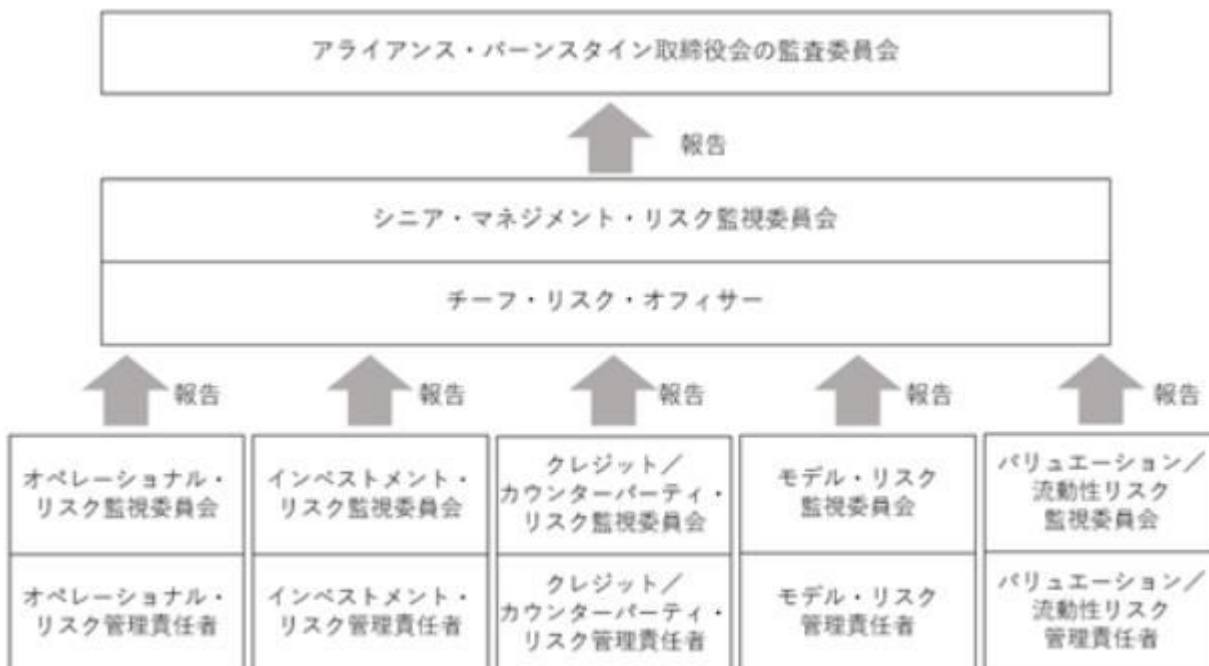 アライアンス・バーンスタイン取締役会の監査委員会
報告
シニア・マネジメント・リスク監視委員会
チーフ・リスク・オフィサー
報告
報告
報告
報告
報告
オペレーショナル・
リスク監視委員会
インベストメント・
リスク監視委員会
クレジット／
カウンターパーティ・
リスク監視委員会
モデル・リスク
監視委員会
バリュエーション／
流動性リスク
監視委員会
オペレーショナル・
リスク管理責任者
インベストメント・
リスク管理責任者
クレジット／
カウンターパーティ・
リスク管理責任者
モデル・リスク
管理責任者
バリュエーション／
流動性リスク
管理責任者